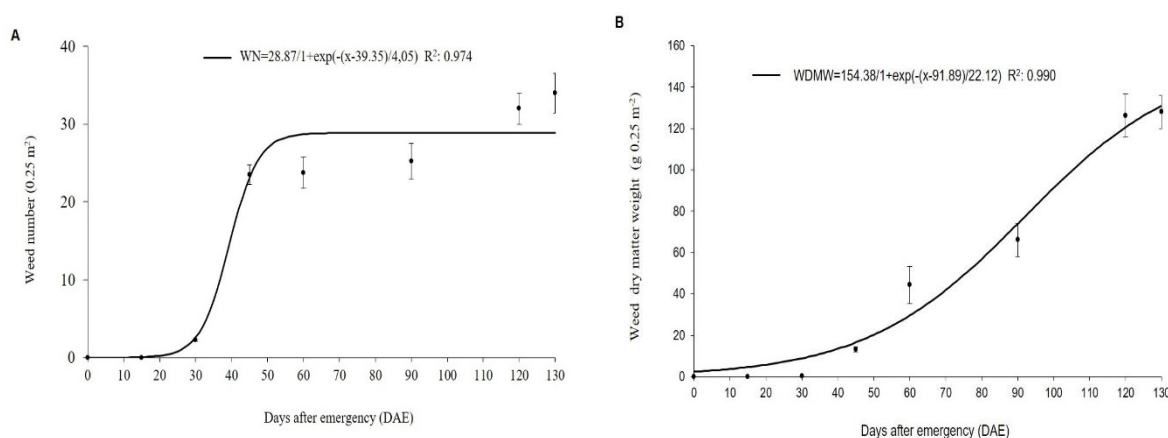 A
WN=28.87/1+exp(-(x-39.35)/4,05) R²: 0.974
Weed number (0.25 m⁻²)
40
30
20
10
0
0 10 20 30 40 50 60 70 80 90 100 110 120 130
Days after emergency (DAE)
B
WDMW=154.38/1+exp(-(x-91.89)/22.12) R²: 0.990
Weed dry matter weight (g 0.25 m⁻²)
160
140
120
100
80
60
40
20
0
0 10 20 30 40 50 60 70 80 90 100 110 120 130
Days after emergency (DAE)